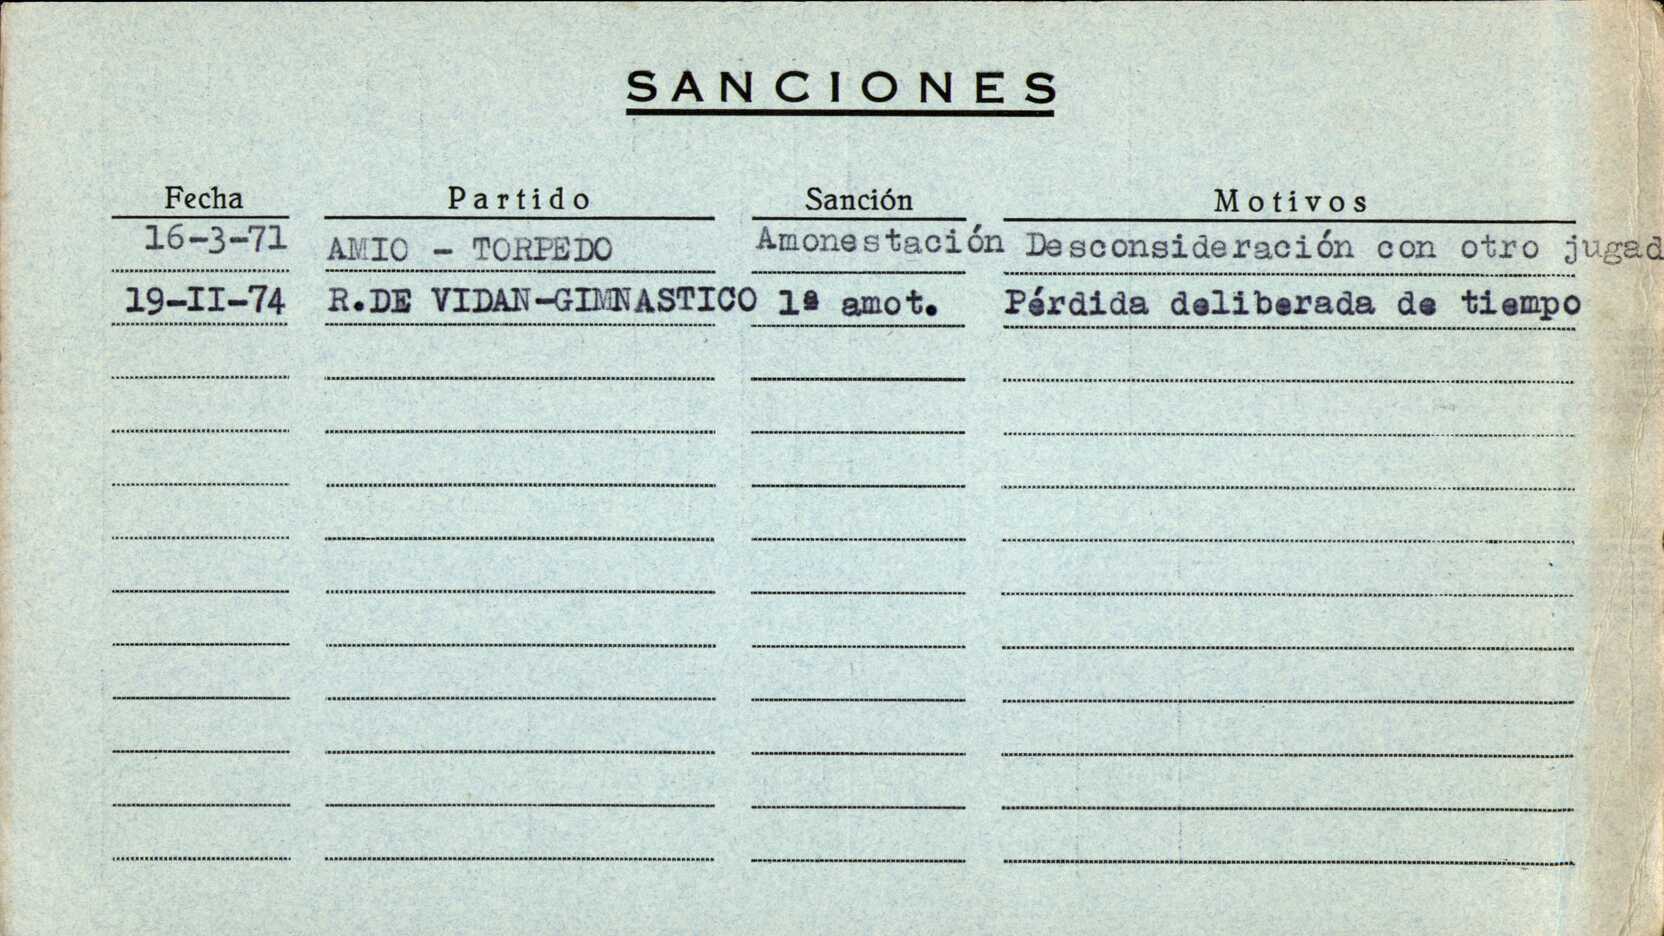 SANCIONES
Fecha Partido Sanción Motivos
16-3-71 AMIO - TORPEDO Amonestación Desconsideración con otro jugad
19-II-74 R.DE VIDAN-GIMNASTICO 1ª amot. Pérdida deliberada de tiempo